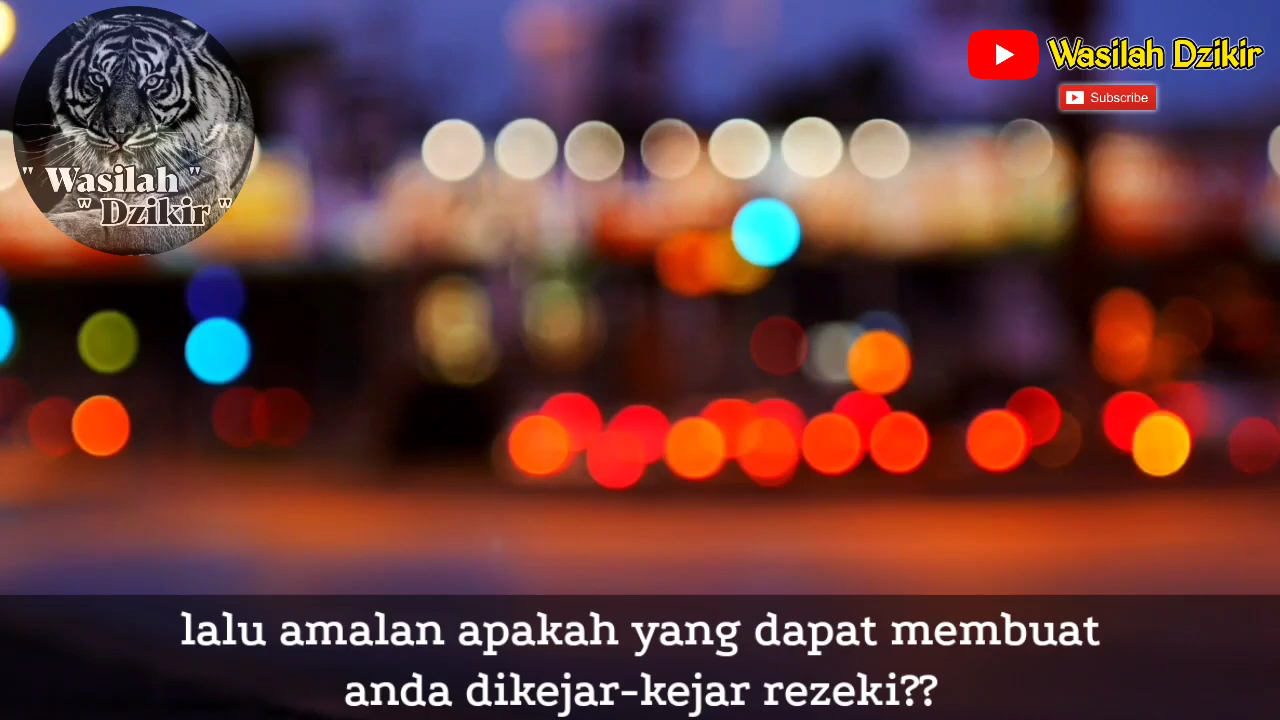 " Wasilah "
" Dzikir "
Wasilah Dzikir
Subscribe
lalu amalan apakah yang dapat membuat
anda dikejar-kejar rezeki??